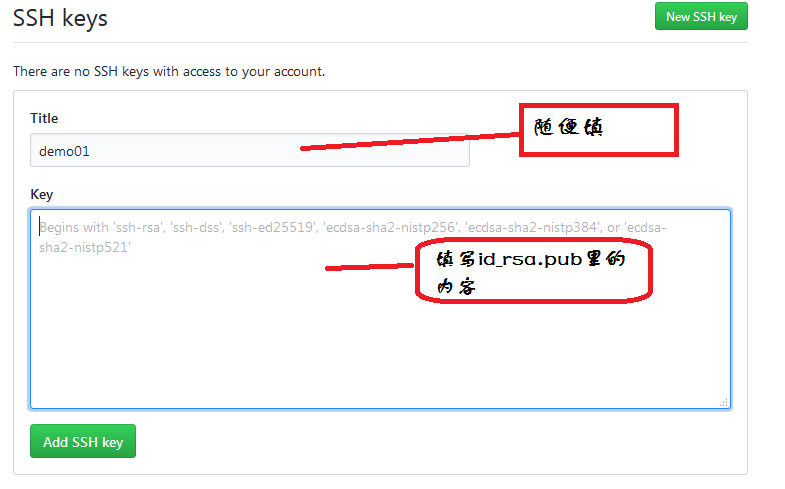 SSH keys
New SSH key
There are no SSH keys with access to your account.
Title
随便填
demo01
Key
Begins with 'ssh-rsa', 'ssh-dss', 'ssh-ed25519', 'ecdsa-sha2-nistp256', 'ecdsa-sha2-nistp384', or 'ecdsa-
sha2-nistp521'
填写id_rsa.pub里的
内容
Add SSH key